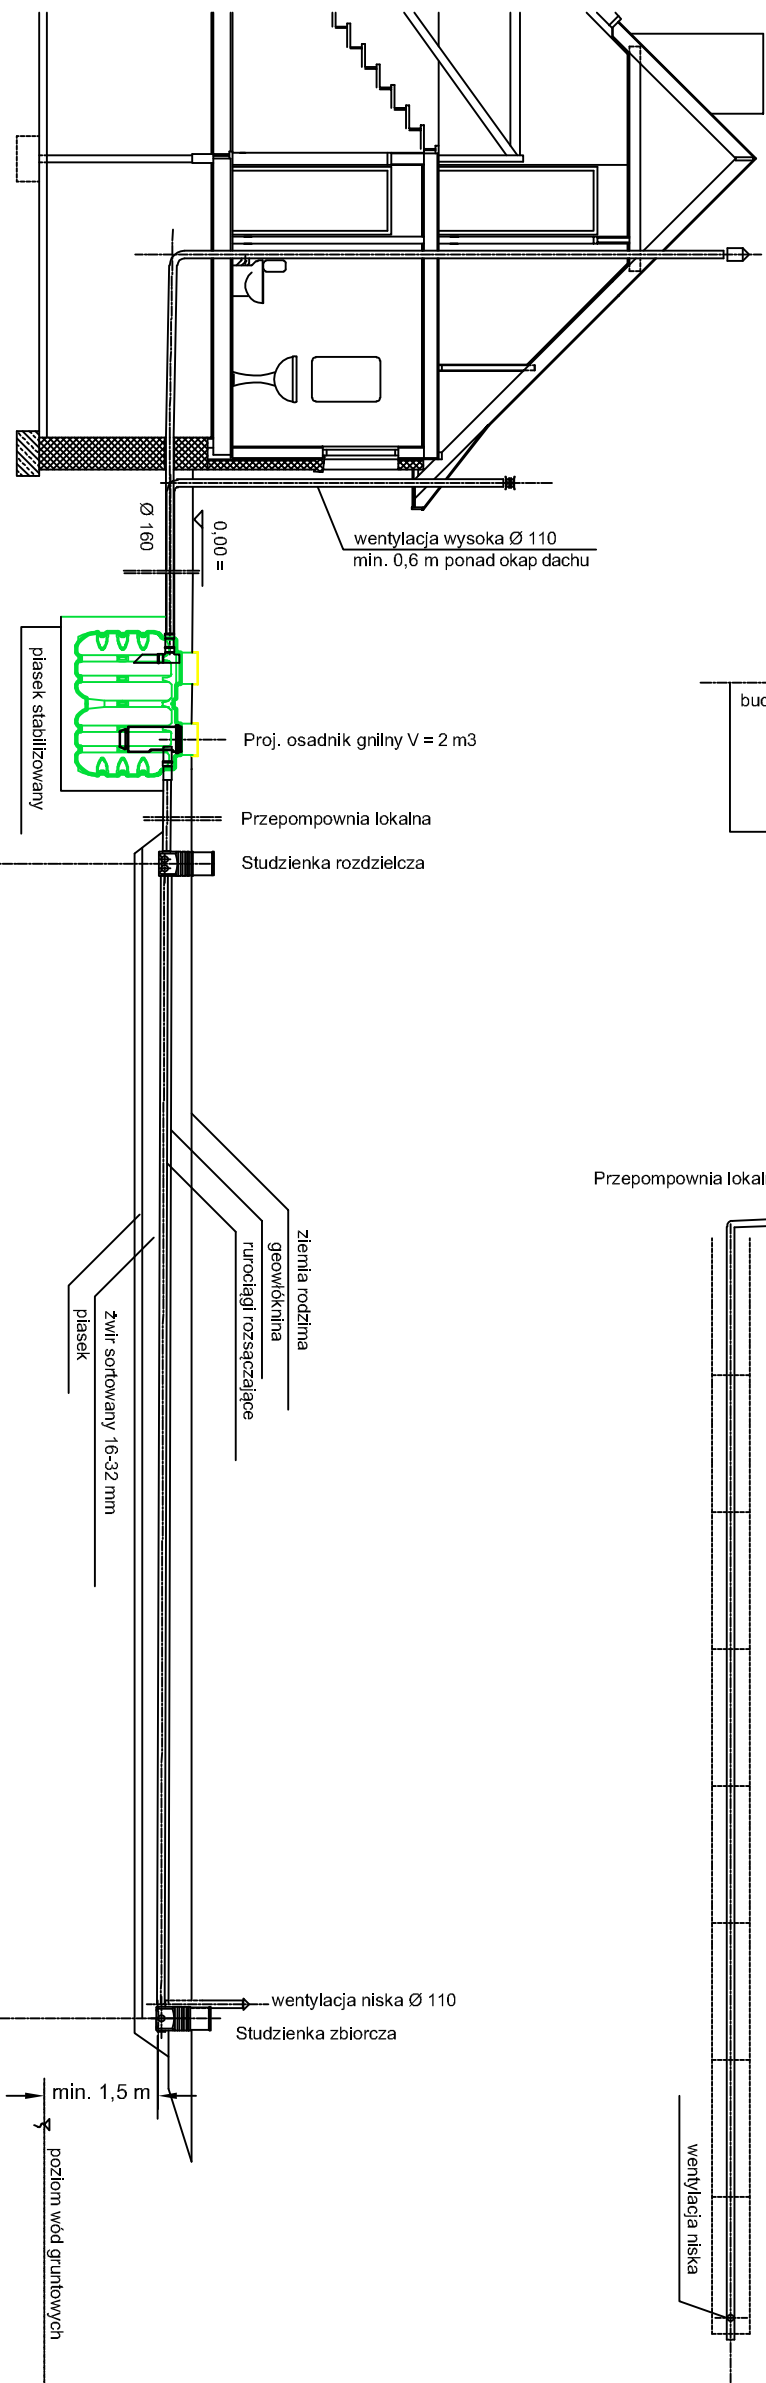 wentylacja wysoka Ø 110
min. 0,6 m ponad okap dachu
Ø 160
0,00 =
piasek stabilizowany
Proj. osadnik gnilny V = 2 m3
Przepompownia lokalna
Studzienka rozdzielcza
ziemia rodzima
geowłóknina
rurociągi rozsączające
żwir sortowany 16-32 mm
piasek
wentylacja niska Ø 110
Studzienka zbiorcza
min. 1,5 m
poziom wód gruntowych
bud
Przepompownia lokaln
wentylacja niska